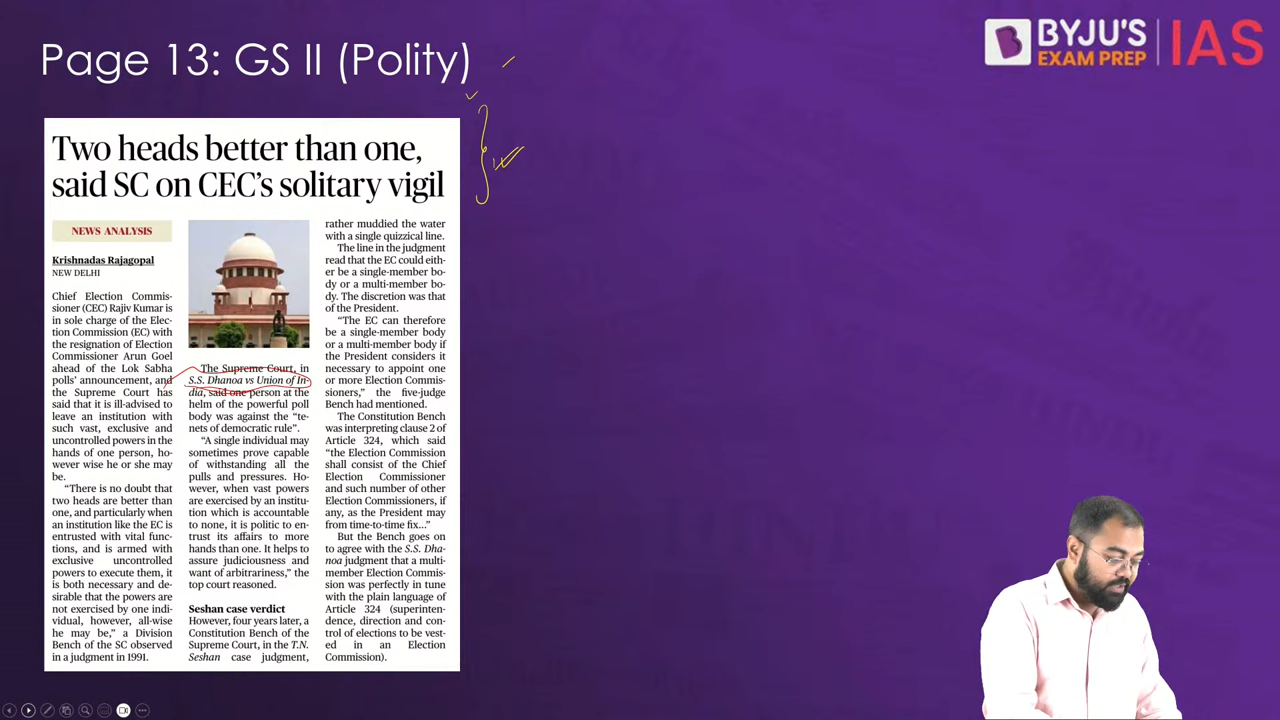 Page 13: GS II (Polity)
BYJU'S
EXAM PREP
IAS
Two heads better than one,
said SC on CEC's solitary vigil
NEWS ANALYSIS
Krishnadas Rajagopal
NEW DELHI
Chief Election Commis-
sioner (CEC) Rajiv Kumar is
in sole charge of the Elec-
tion Commission (EC) with
the resignation of Election
Commissioner Arun Goel
ahead of the Lok Sabha
polls' announcement, and
the Supreme Court has
said that it is ill-advised to
leave an institution with
such vast, exclusive and
uncontrolled powers in the
hands of one person, ho-
wever wise he or she may
be.
"There is no doubt that
two heads are better than
one, and particularly when
an institution like the EC is
entrusted with vital func-
tions, and is armed with
exclusive uncontrolled
powers to execute them, it
is both necessary and de-
sirable that the powers are
not exercised by one indi-
vidual, however, all-wise
he may be," a Division
Bench of the SC observed
in a judgment in 1991.
The Supreme Court, in
S.S. Dhanoa vs Union of In-
dia, said one person at the
helm of the powerful poll
body was against the "te-
nets of democratic rule".
"A single individual may
sometimes prove capable
of withstanding all the
pulls and pressures. Ho-
wever, when vast powers
are exercised by an institu-
tion which is accountable
to none, it is politic to en-
trust its affairs to more
hands than one. It helps to
assure judiciousness and
want of arbitrariness," the
top court reasoned.
Seshan case verdict
However, four years later, a
Constitution Bench of the
Supreme Court, in the T.N.
Seshan case judgment,
rather muddied the water
with a single quizzical line.
The line in the judgment
read that the EC could eith-
er be a single-member bo-
dy or a multi-member bo-
dy. The discretion was that
of the President.
"The EC can therefore
be a single-member body
or a multi-member body if
the President considers it
necessary to appoint one
or more Election Commis-
sioners," the five-judge
Bench had mentioned.
The Constitution Bench
was interpreting clause 2 of
Article 324, which said
"the Election Commission
shall consist of the Chief
Election Commissioner
and such number of other
Election Commissioners, if
any, as the President may
from time-to-time fix..."
But the Bench goes on
to agree with the S.S. Dha-
noa judgment that a multi-
member Election Commis-
sion was perfectly in tune
with the plain language of
Article 324 (superinten-
dence, direction and con-
trol of elections to be vest-
ed in an Election
Commission).